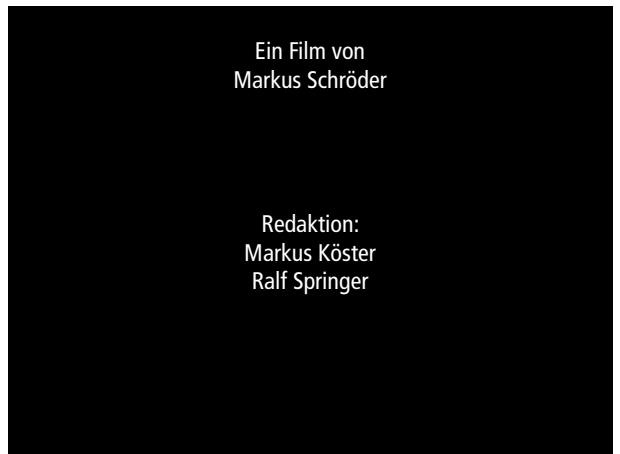 Ein Film von
Markus Schröder
Redaktion:
Markus Köster
Ralf Springer